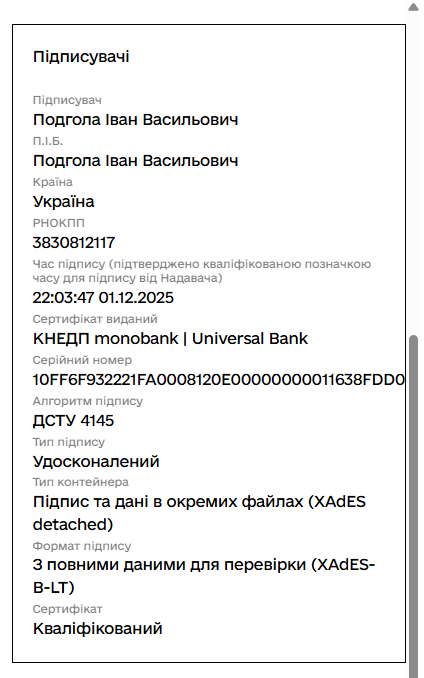 Підписувачі
Підписувач
Подгола Іван Васильович
П.І.Б.
Подгола Іван Васильович
Країна
Україна
РНОКПП
3830812117
Час підпису (підтверджено кваліфікованою позначкою
часу для підпису від Надавача)
22:03:47 01.12.2025
Сертифікат виданий
КНЕДП monobank | Universal Bank
Серійний номер
10FF6F932221FA0008120E00000000011638FDD0
Алгоритм підпису
ДСТУ 4145
Тип підпису
Удосконалений
Тип контейнера
Підпис та дані в окремих файлах (XAdES
detached)
Формат підпису
З повними даними для перевірки (XAdES-
B-LT)
Сертифікат
Кваліфікований